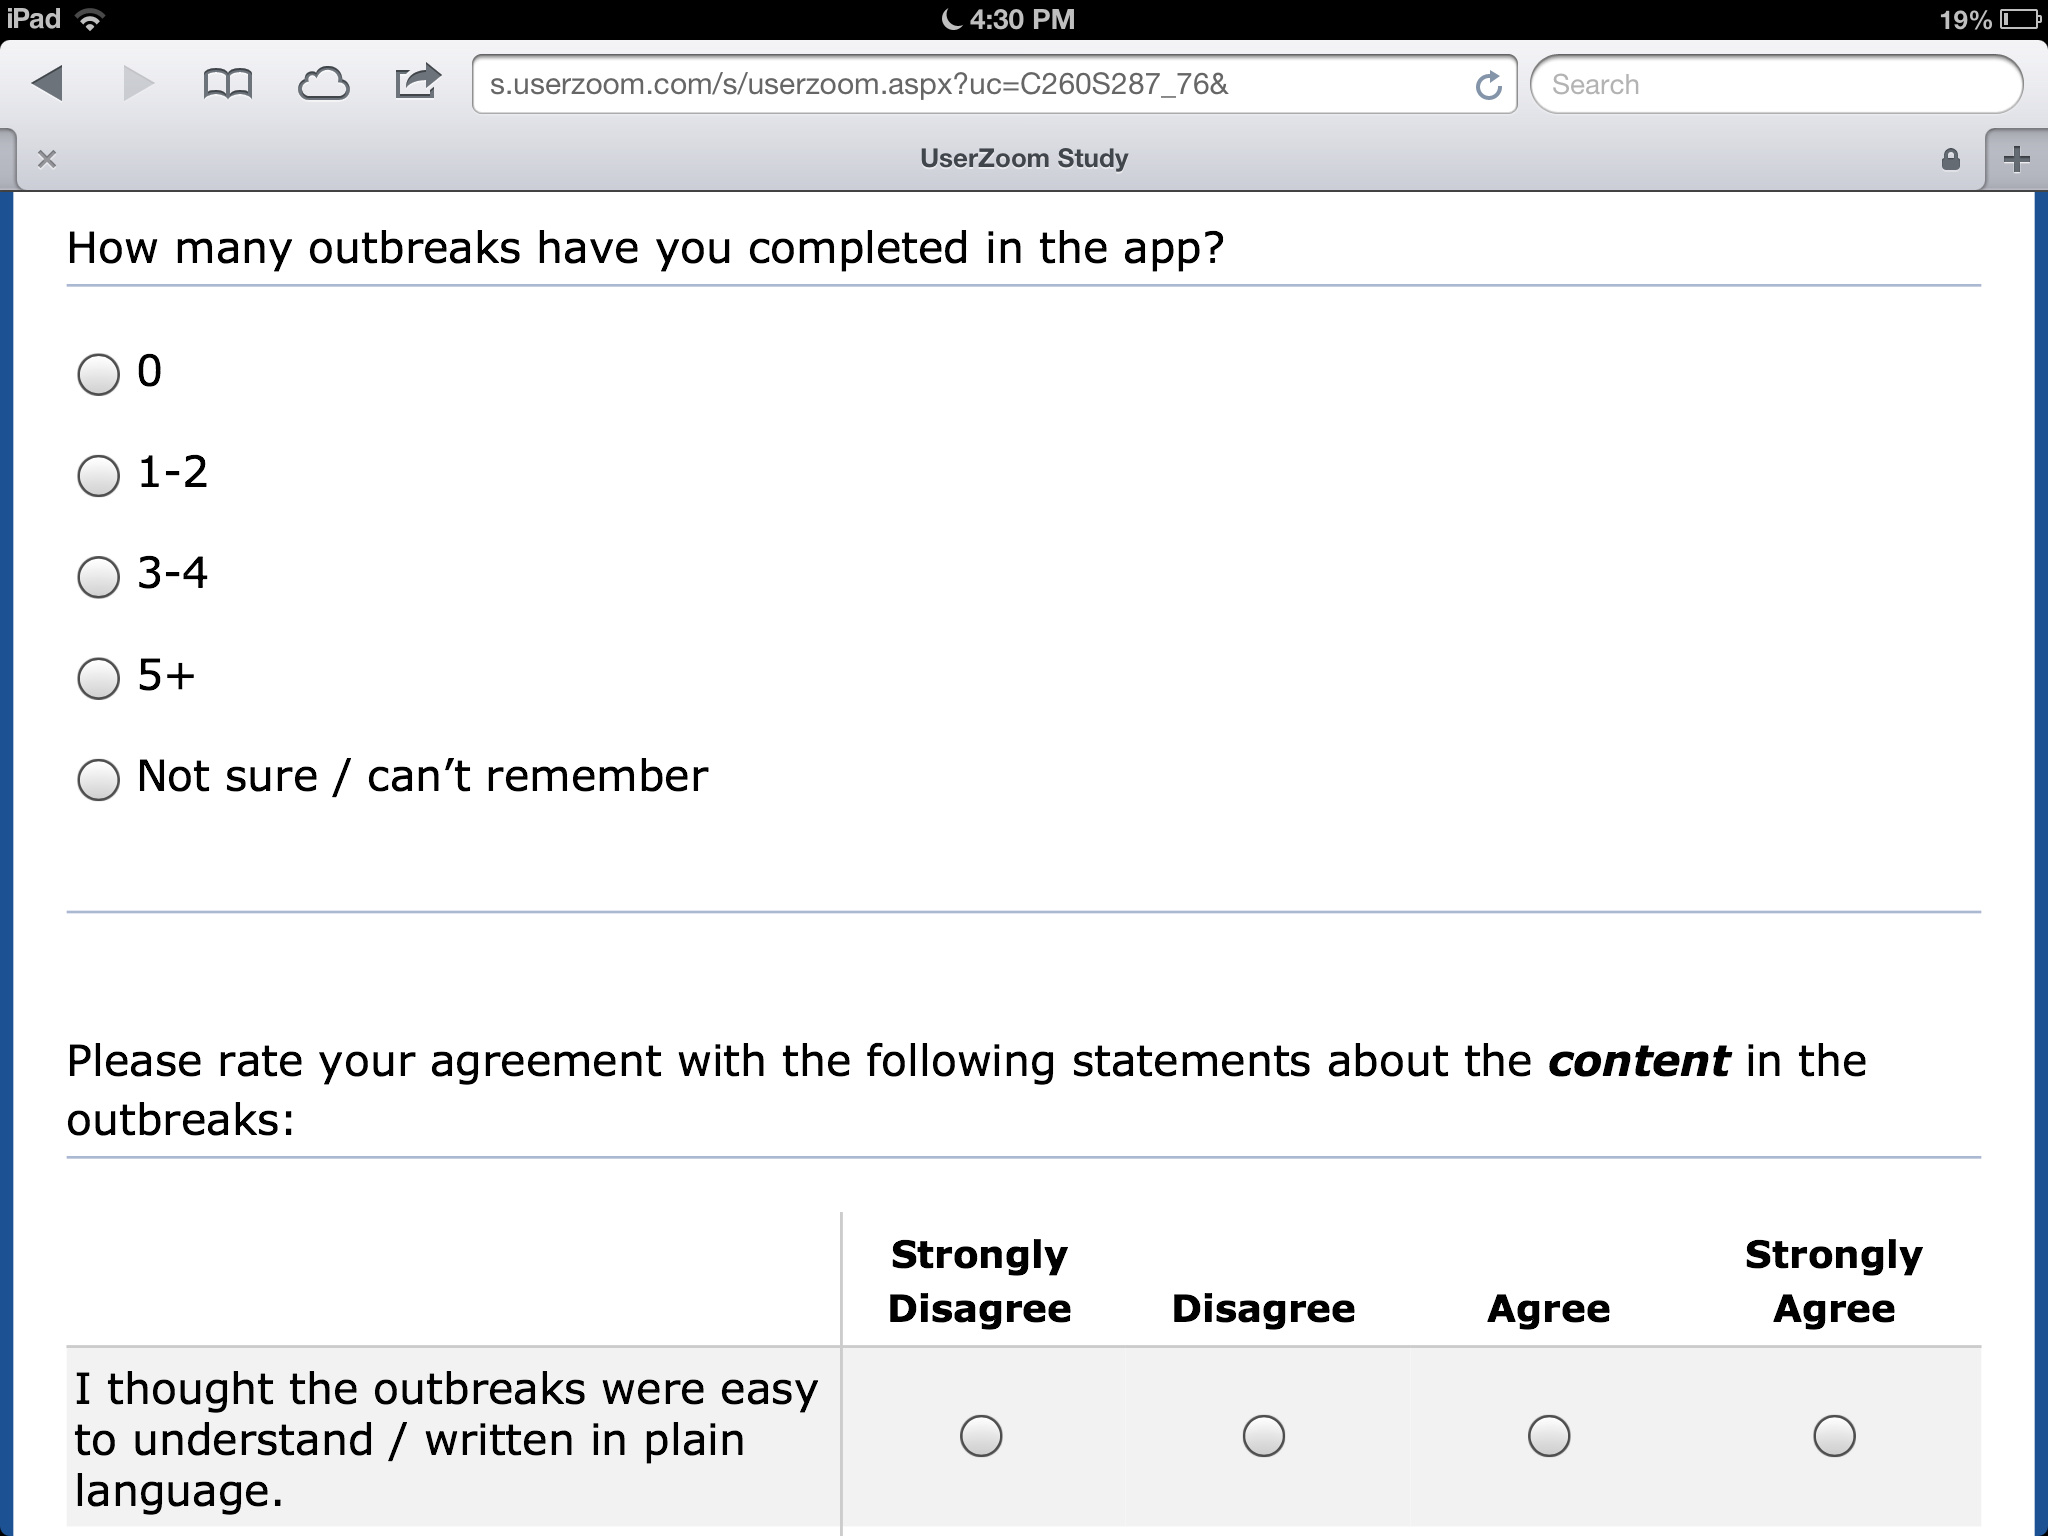 iPad 4:30 PM 19%
s.userzoom.com/s/userzoom.aspx?uc=C260S287_76& Search
UserZoom Study
How many outbreaks have you completed in the app?
0
1-2
3-4
5+
Not sure / can’t remember
Please rate your agreement with the following statements about the content in the
outbreaks:
Strongly Disagree Disagree Agree Strongly Agree
I thought the outbreaks were easy
to understand / written in plain
language.